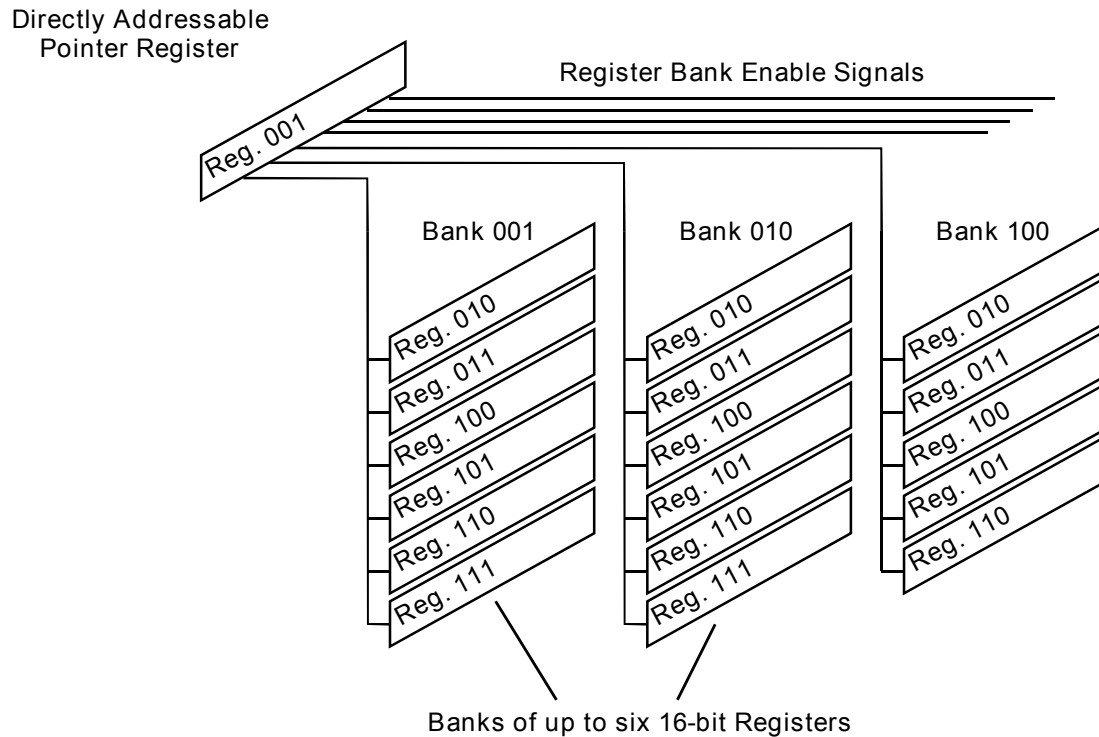 Directly Addressable
Pointer Register
Register Bank Enable Signals
Reg. 001
Bank 001
Bank 010
Bank 100
Reg. 010
Reg. 011
Reg. 100
Reg. 101
Reg. 110
Reg. 111
Reg. 010
Reg. 011
Reg. 100
Reg. 101
Reg. 110
Reg. 111
Reg. 010
Reg. 011
Reg. 100
Reg. 101
Reg. 110
Banks of up to six 16-bit Registers